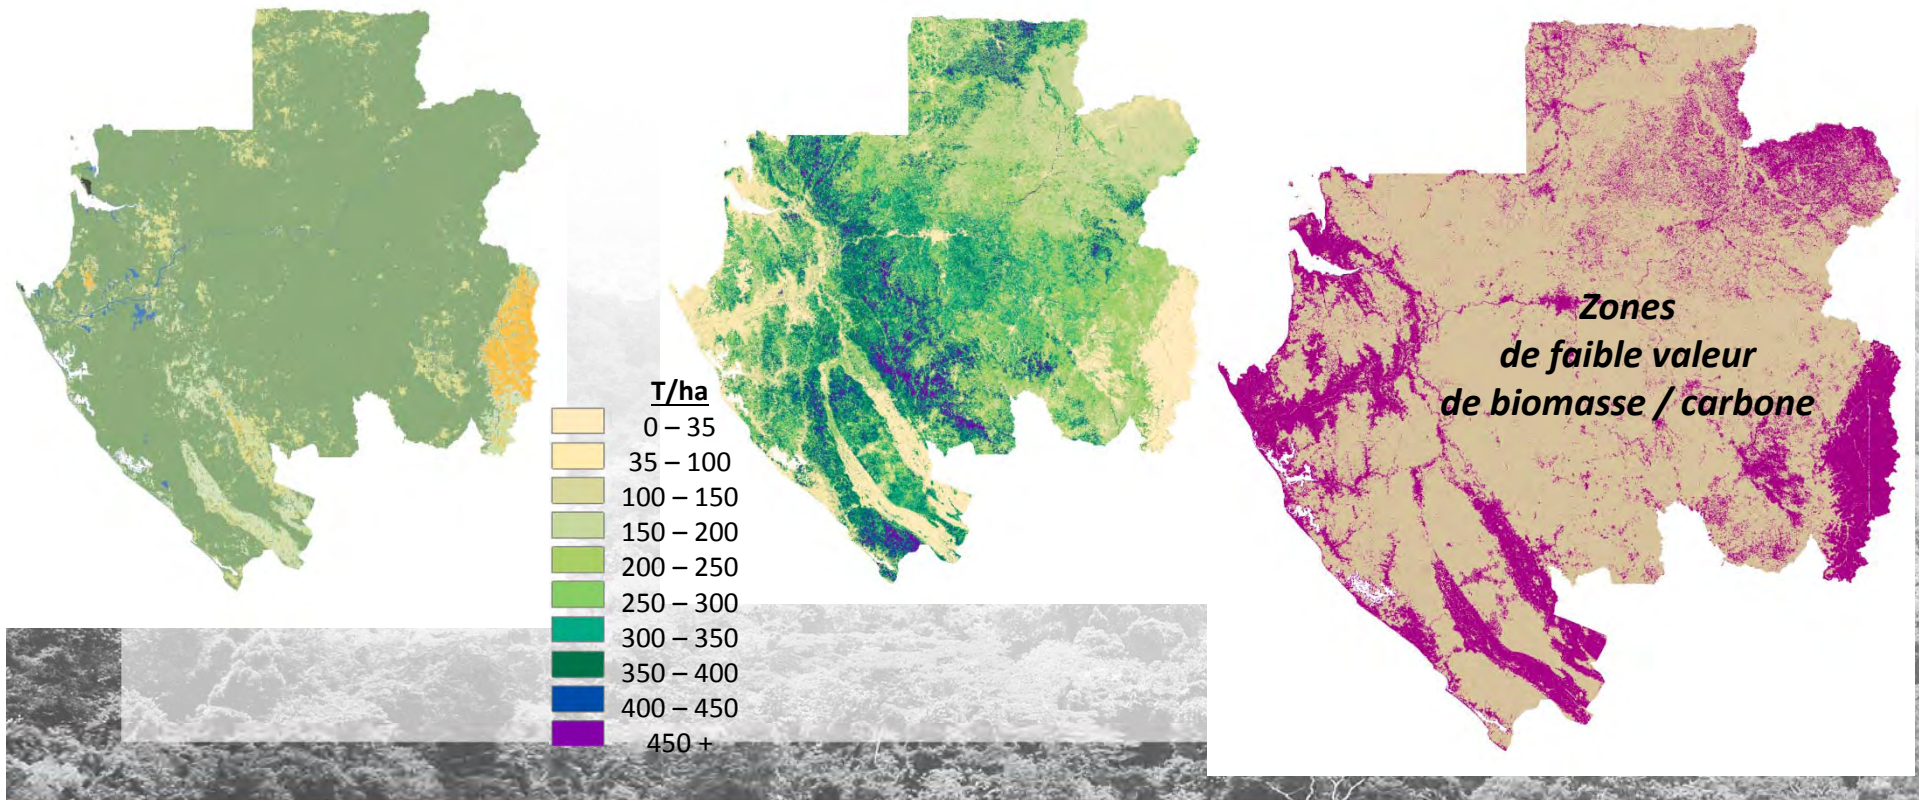 T/ha
0 – 35
35 – 100
100 – 150
150 – 200
200 – 250
250 – 300
300 – 350
350 – 400
400 – 450
450 +
Zones
de faible valeur
de biomasse / carbone